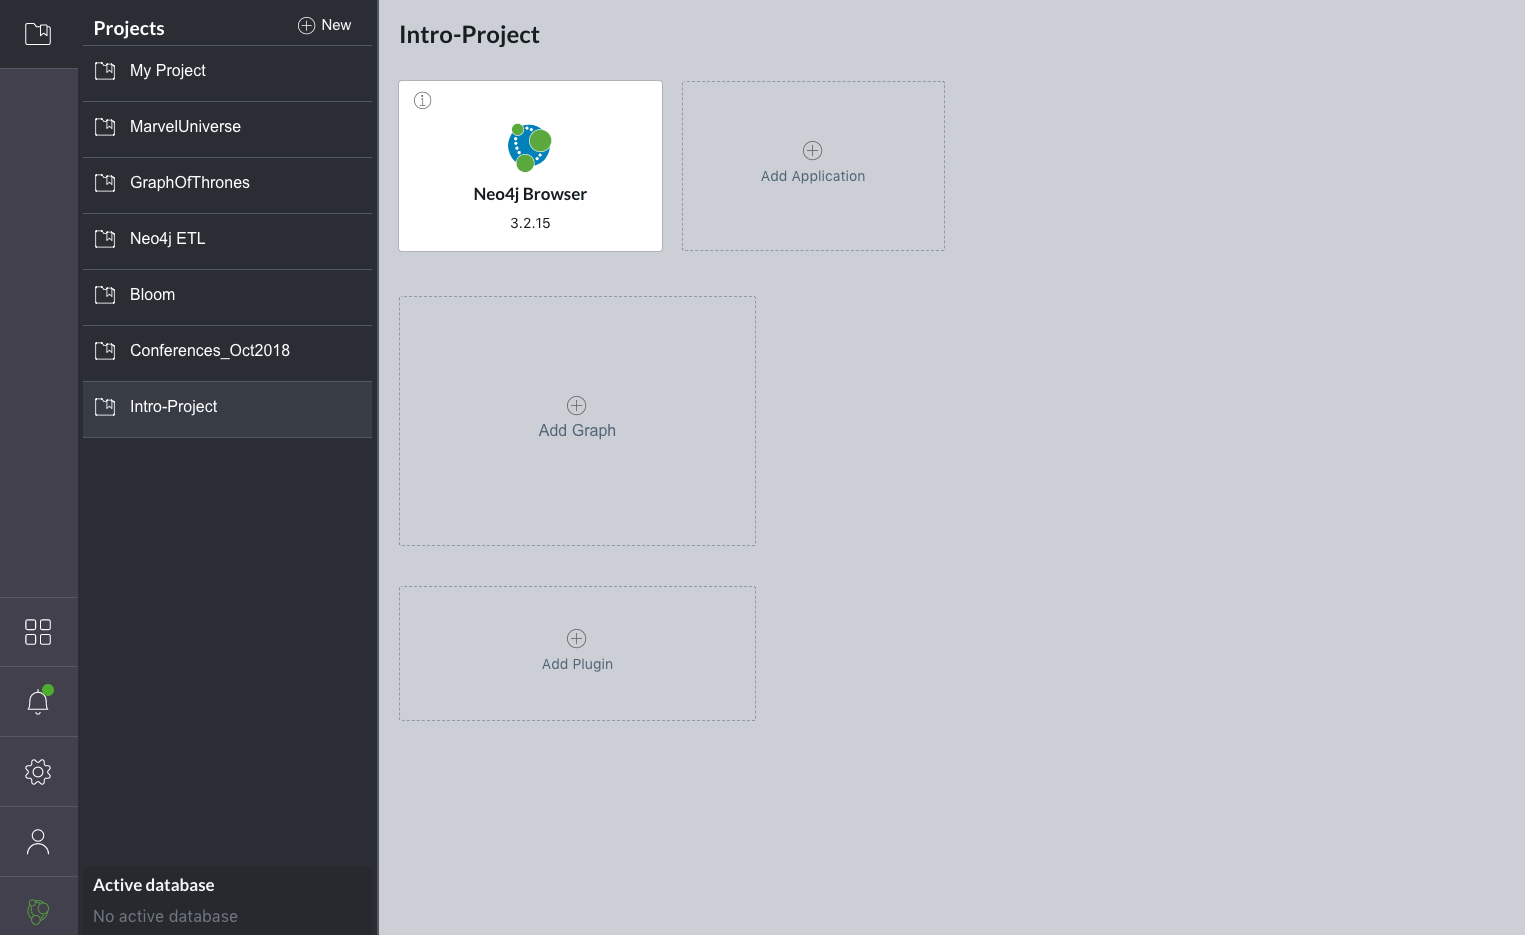 Projects
New
My Project
MarvelUniverse
GraphOfThrones
Neo4j ETL
Bloom
Conferences_Oct2018
Intro-Project
Active database
No active database
Intro-Project
Neo4j Browser
3.2.15
Add Application
Add Graph
Add Plugin